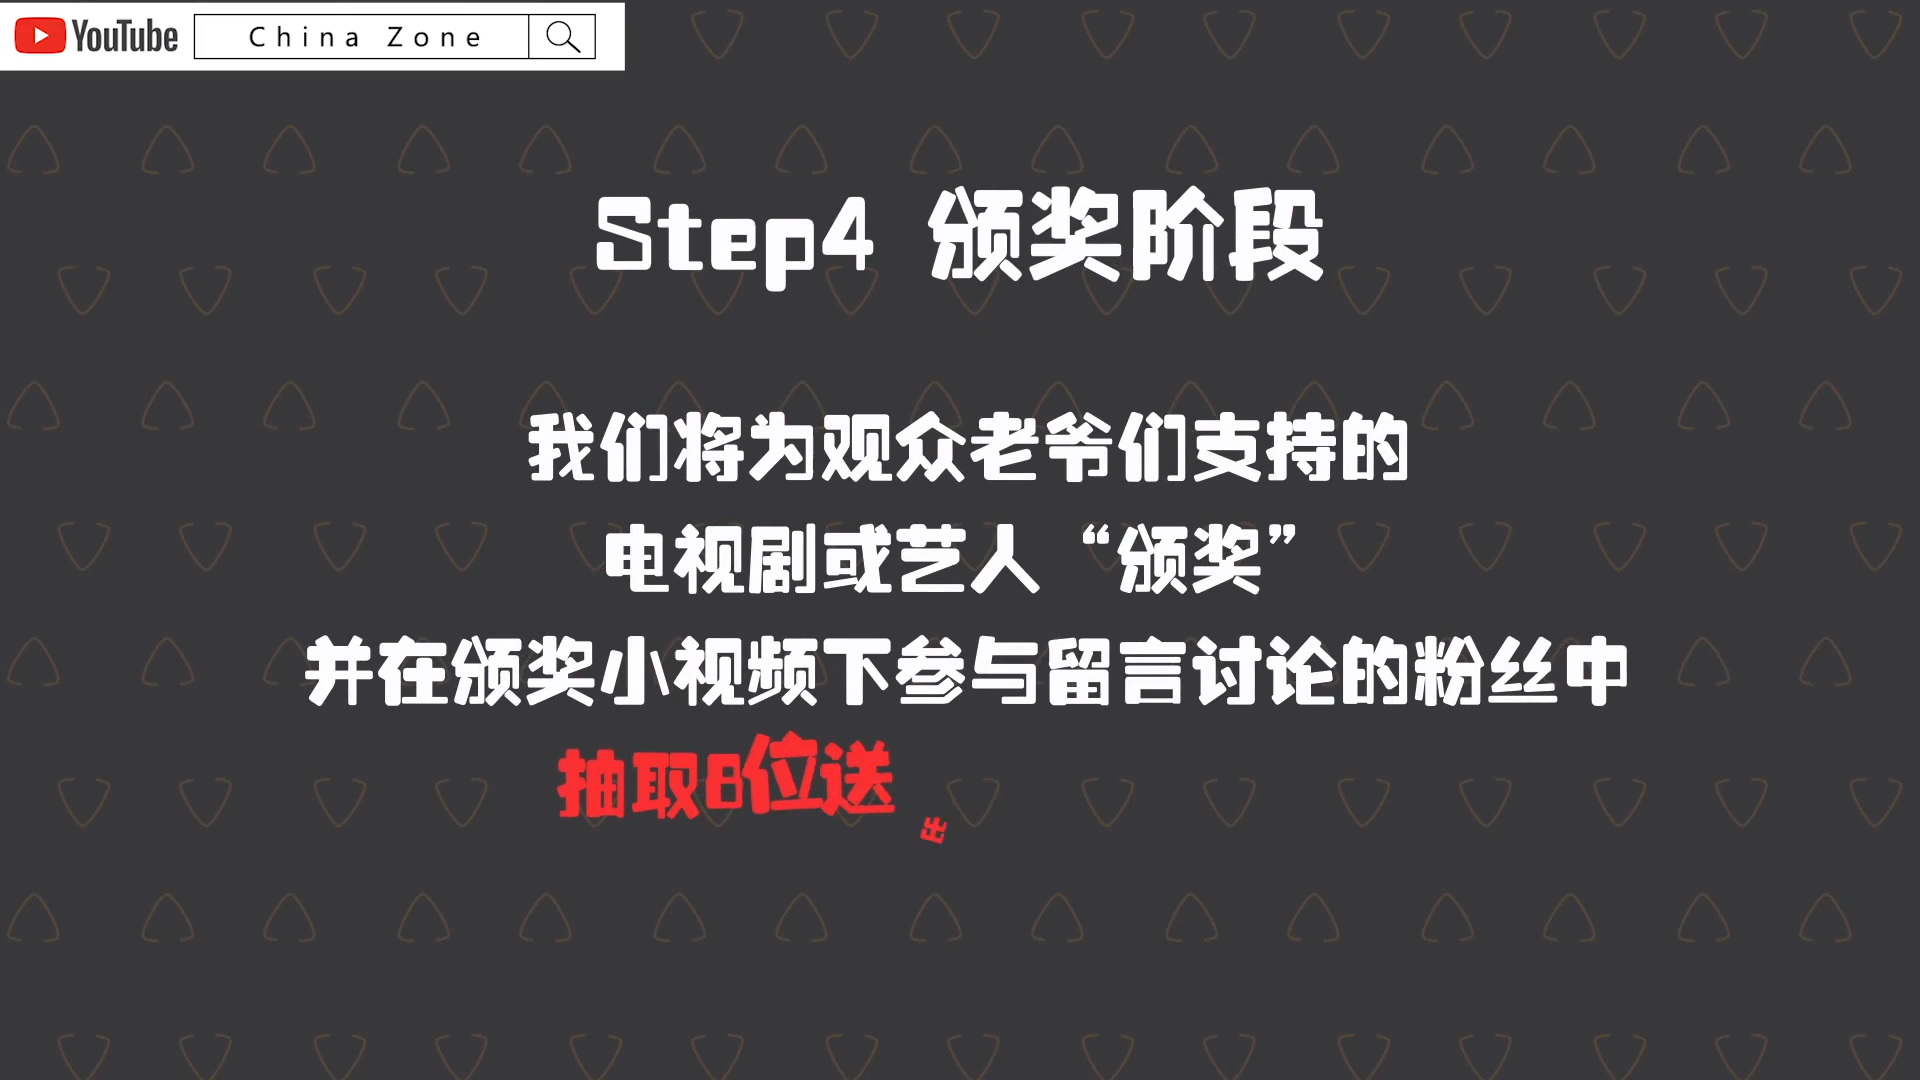 YouTube
China Zone
Step4 颁奖阶段
我们将为观众老爷们支持的
电视剧或艺人“颁奖”
并在颁奖小视频下参与留言讨论的粉丝中
抽取8位送出